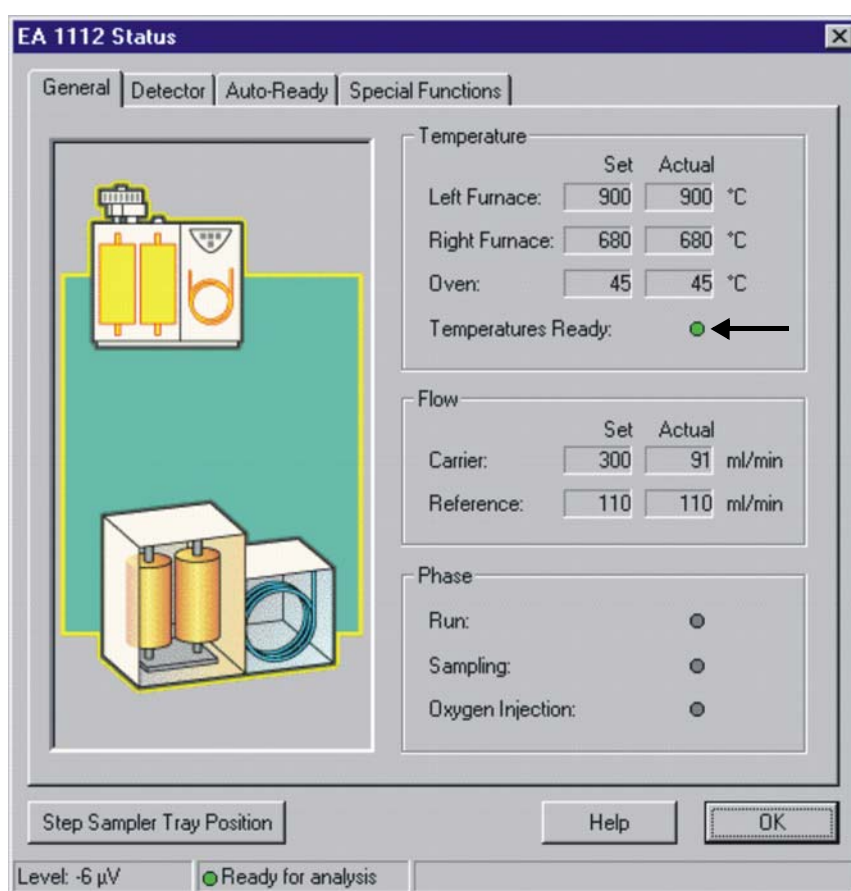 EA 1112 Status
General Detector Auto-Ready Special Functions
Temperature
Set Actual
Left Furnace: 900 900 °C
Right Furnace: 680 680 °C
Oven: 45 45 °C
Temperatures Ready:
Flow
Set Actual
Carrier: 300 91 ml/min
Reference: 110 110 ml/min
Phase
Run:
Sampling:
Oxygen Injection:
Step Sampler Tray Position Help OK
Level: -6 µV Ready for analysis